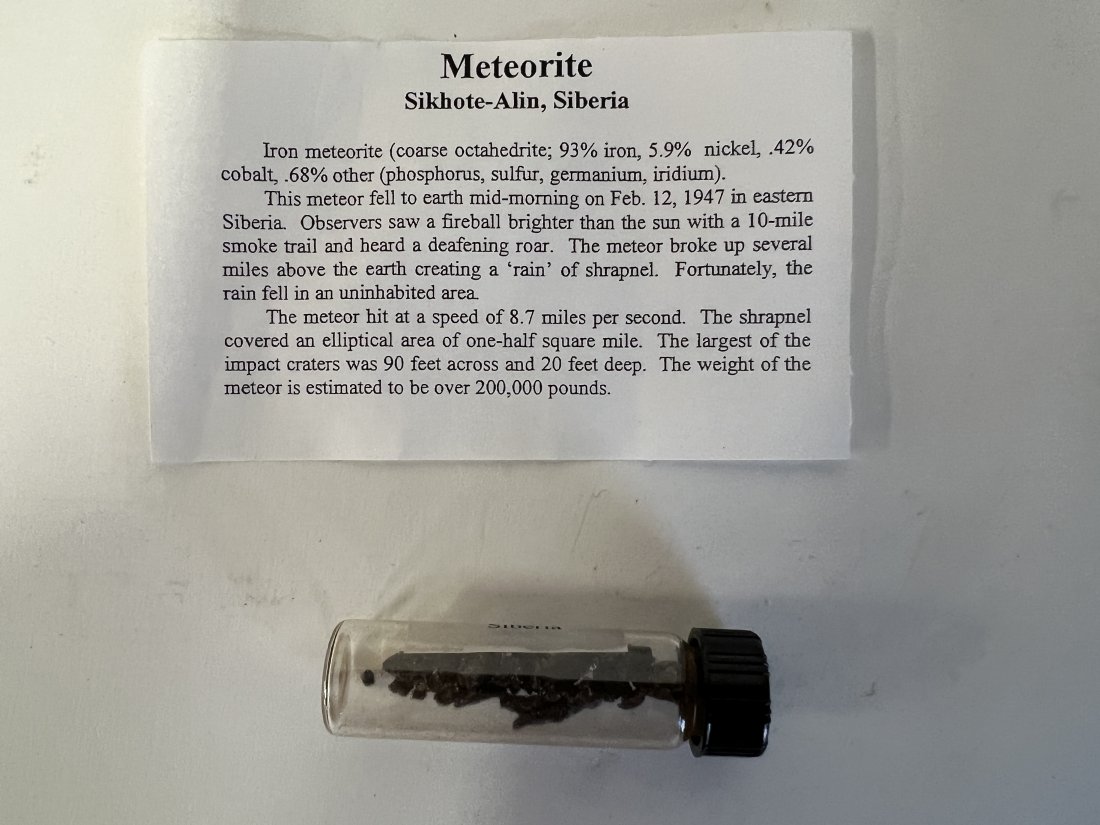 Meteorite
Sikhote-Alin, Siberia
Iron meteorite (coarse octahedrite; 93% iron, 5.9% nickel, .42%
cobalt, .68% other (phosphorus, sulfur, germanium, iridium).
This meteor fell to earth mid-morning on Feb. 12, 1947 in eastern
Siberia. Observers saw a fireball brighter than the sun with a 10-mile
smoke trail and heard a deafening roar. The meteor broke up several
miles above the earth creating a ‘rain’ of shrapnel. Fortunately, the
rain fell in an uninhabited area.
The meteor hit at a speed of 8.7 miles per second. The shrapnel
covered an elliptical area of one-half square mile. The largest of the
impact craters was 90 feet across and 20 feet deep. The weight of the
meteor is estimated to be over 200,000 pounds.
Siberia